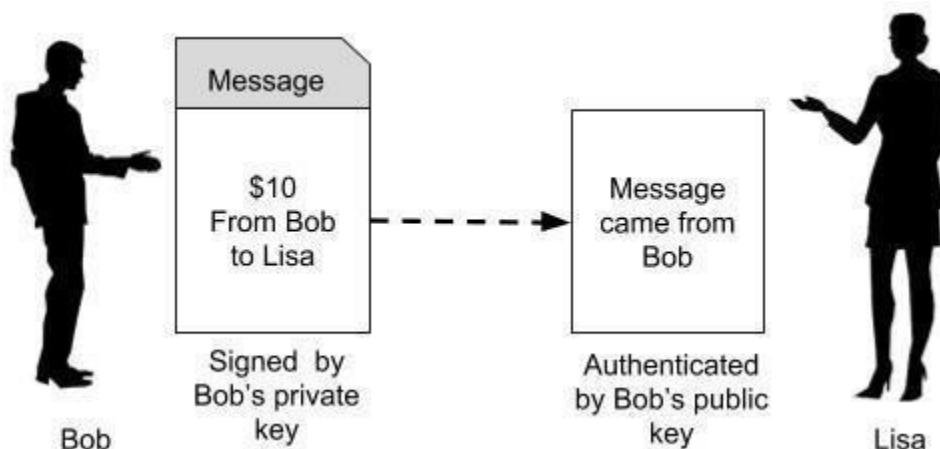 Message
$10
From Bob
to Lisa
Signed by
Bob's private
key
Bob
Message
came from
Bob
Authenticated
by Bob's public
key
Lisa